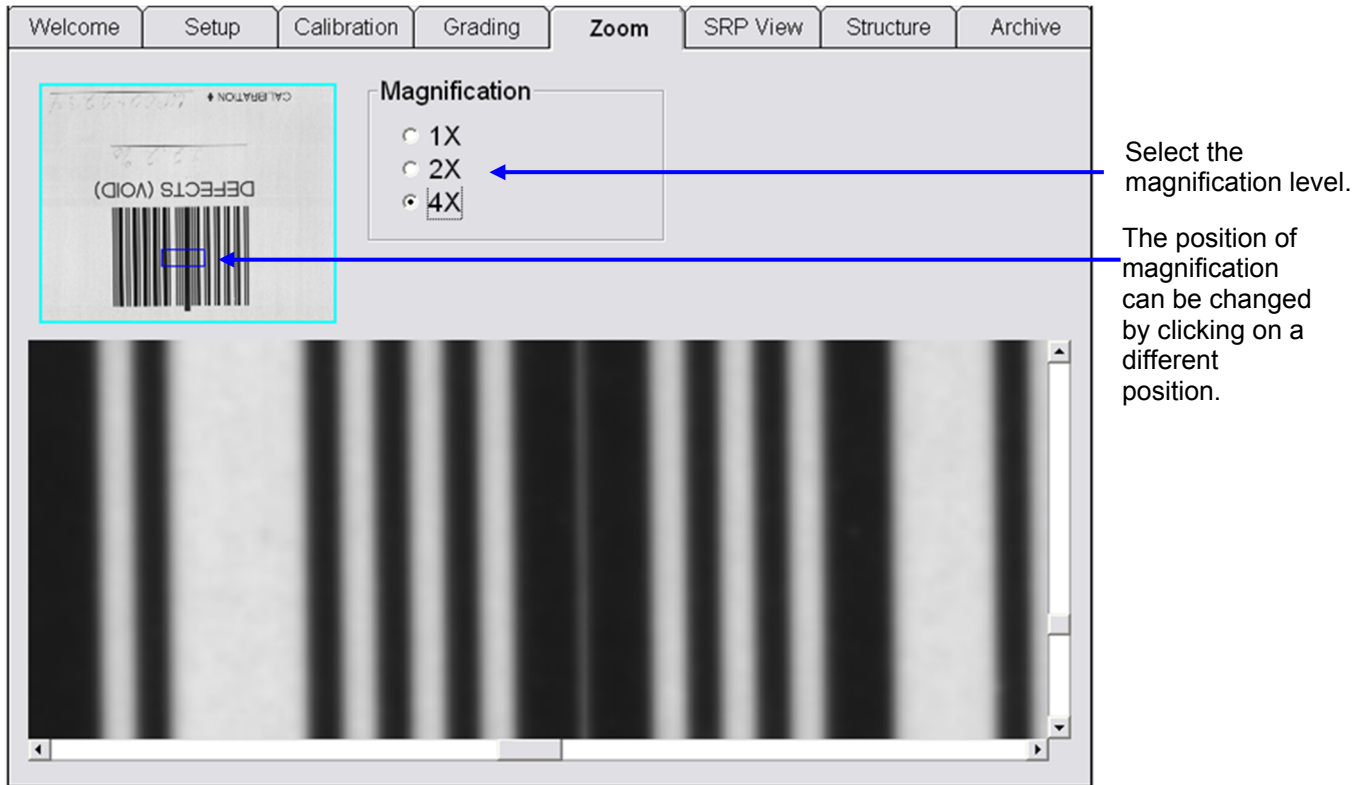 Welcome Setup Calibration Grading Zoom SRP View Structure Archive
CALIBRATION
DEFECTS (VOID)
Magnification
1X
2X
4X
Select the
magnification level.
The position of
magnification
can be changed
by clicking on a
different
position.